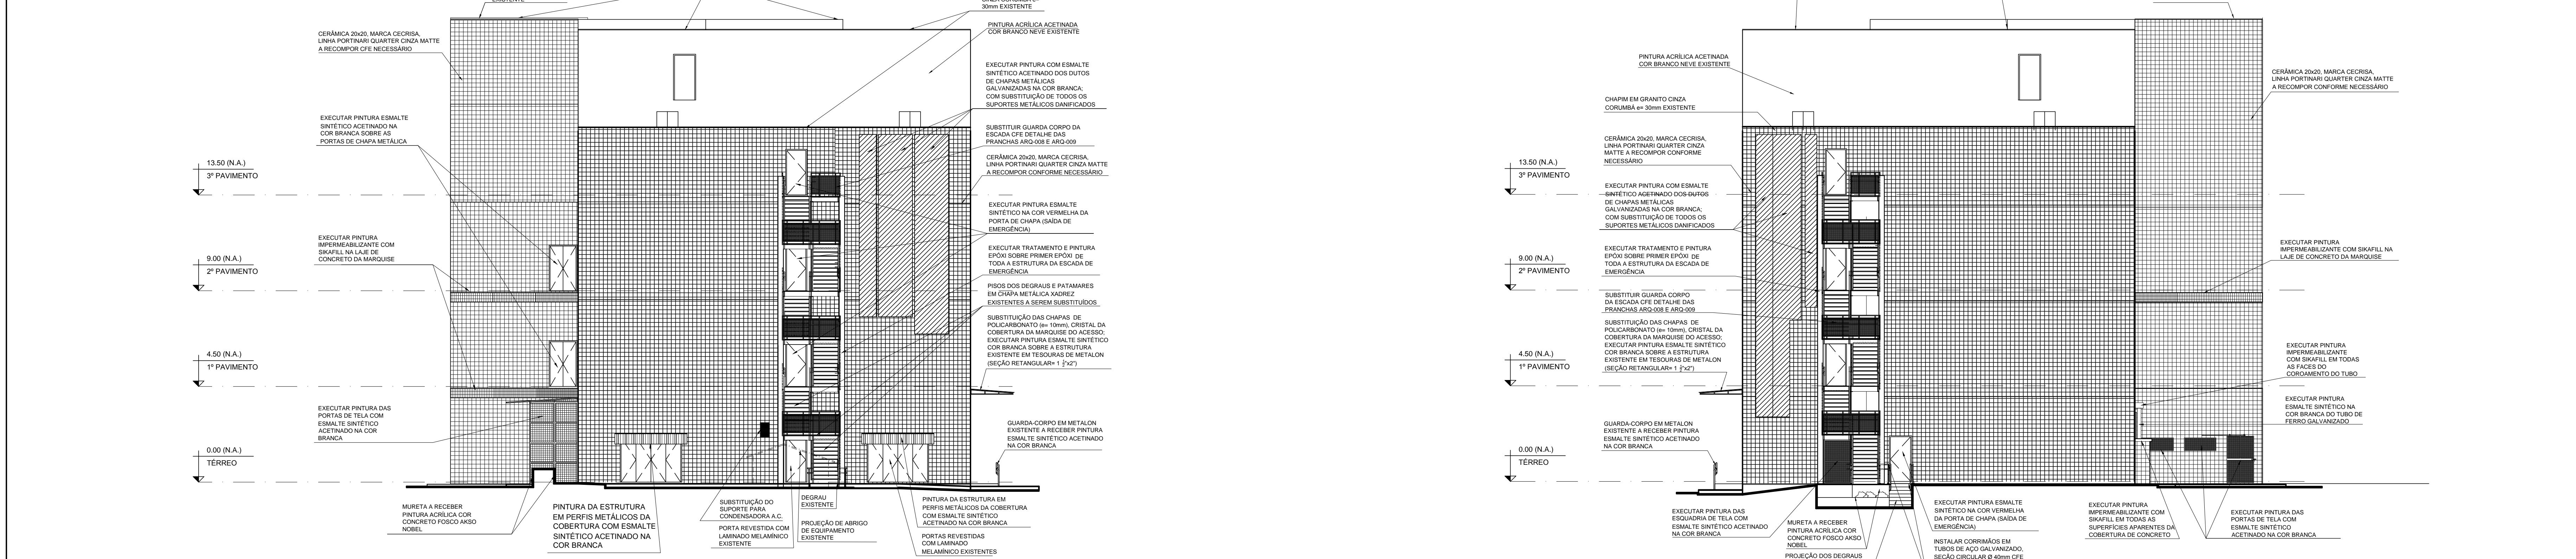 EXISTENTE
30mm EXISTENTE
PINTURA ACRÍLICA ACETINADA
COR BRANCO NEVE EXISTENTE
CERÂMICA 20x20, MARCA CECRISA,
LINHA PORTINARI QUARTER CINZA MATTE
A RECOMPOR CFE NECESSÁRIO
EXECUTAR PINTURA COM ESMALTE
SINTÉTICO ACETINADO DOS DUTOS
DE CHAPAS METÁLICAS
GALVANIZADAS NA COR BRANCA;
COM SUBSTITUIÇÃO DE TODOS OS
SUPORTES METÁLICOS DANIFICADOS
EXECUTAR PINTURA ESMALTE
SINTÉTICO ACETINADO NA
COR BRANCA SOBRE AS
PORTAS DE CHAPA METÁLICA
SUBSTITUIR GUARDA CORPO DA
ESCADA CFE DETALHE DAS
PRANCHAS ARQ-008 E ARQ-009
CERÂMICA 20x20, MARCA CECRISA,
LINHA PORTINARI QUARTER CINZA MATTE
A RECOMPOR CONFORME NECESSÁRIO
13.50 (N.A.)
3º PAVIMENTO
EXECUTAR PINTURA ESMALTE
SINTÉTICO NA COR VERMELHA DA
PORTA DE CHAPA (SAÍDA DE
EMERGÊNCIA)
EXECUTAR PINTURA
IMPERMEABILIZANTE COM
SIKAFILL NA LAJE DE
CONCRETO DA MARQUISE
9.00 (N.A.)
2º PAVIMENTO
EXECUTAR TRATAMENTO E PINTURA
EPÓXI SOBRE PRIMER EPÓXI DE
TODA A ESTRUTURA DA ESCADA DE
EMERGÊNCIA
PISOS DOS DEGRAUS E PATAMARES
EM CHAPA METÁLICA XADREZ
EXISTENTES A SEREM SUBSTITUÍDOS
SUBSTITUIÇÃO DAS CHAPAS DE
POLICARBONATO (e= 10mm), CRISTAL DA
COBERTURA DA MARQUISE DO ACESSO;
EXECUTAR PINTURA ESMALTE SINTÉTICO
COR BRANCA SOBRE A ESTRUTURA
EXISTENTE EM TESOURAS DE METALON
(SEÇÃO RETANGULAR= 1 ½"x2")
4.50 (N.A.)
1º PAVIMENTO
EXECUTAR PINTURA DAS
PORTAS DE TELA COM
ESMALTE SINTÉTICO
ACETINADO NA COR
BRANCA
GUARDA-CORPO EM METALON
EXISTENTE A RECEBER PINTURA
ESMALTE SINTÉTICO ACETINADO
NA COR BRANCA
0.00 (N.A.)
TÉRREO
MURETA A RECEBER
PINTURA ACRÍLICA COR
CONCRETO FOSCO AKSO
NOBEL
PINTURA DA ESTRUTURA
EM PERFIS METÁLICOS DA
COBERTURA COM ESMALTE
SINTÉTICO ACETINADO NA
COR BRANCA
SUBSTITUIÇÃO DO
SUPORTE PARA
CONDENSADORA A.C.
PORTA REVESTIDA COM
LAMINADO MELAMÍNICO
EXISTENTE
DEGRAU
EXISTENTE
PROJEÇÃO DE ABRIGO
DE EQUIPAMENTO
EXISTENTE
PINTURA DA ESTRUTURA EM
PERFIS METÁLICOS DA COBERTURA
COM ESMALTE SINTÉTICO
ACETINADO NA COR BRANCA
PORTAS REVESTIDAS
COM LAMINADO
MELAMÍNICO EXISTENTES
PINTURA ACRÍLICA ACETINADA
COR BRANCO NEVE EXISTENTE
CHAPIM EM GRANITO CINZA
CORUMBÁ e= 30mm EXISTENTE
CERÂMICA 20x20, MARCA CECRISA,
LINHA PORTINARI QUARTER CINZA
MATTE A RECOMPOR CONFORME
NECESSÁRIO
13.50 (N.A.)
3º PAVIMENTO
EXECUTAR PINTURA COM ESMALTE
SINTÉTICO ACETINADO DOS DUTOS
DE CHAPAS METÁLICAS
GALVANIZADAS NA COR BRANCA;
COM SUBSTITUIÇÃO DE TODOS OS
SUPORTES METÁLICOS DANIFICADOS
EXECUTAR TRATAMENTO E PINTURA
EPÓXI SOBRE PRIMER EPÓXI DE
TODA A ESTRUTURA DA ESCADA DE
EMERGÊNCIA
9.00 (N.A.)
2º PAVIMENTO
SUBSTITUIR GUARDA CORPO
DA ESCADA CFE DETALHE DAS
PRANCHAS ARQ-008 E ARQ-009
SUBSTITUIÇÃO DAS CHAPAS DE
POLICARBONATO (e= 10mm), CRISTAL DA
COBERTURA DA MARQUISE DO ACESSO;
EXECUTAR PINTURA ESMALTE SINTÉTICO
COR BRANCA SOBRE A ESTRUTURA
EXISTENTE EM TESOURAS DE METALON
(SEÇÃO RETANGULAR= 1 ½"x2")
4.50 (N.A.)
1º PAVIMENTO
GUARDA-CORPO EM METALON
EXISTENTE A RECEBER PINTURA
ESMALTE SINTÉTICO ACETINADO
NA COR BRANCA
0.00 (N.A.)
TÉRREO
CERÂMICA 20x20, MARCA CECRISA,
LINHA PORTINARI QUARTER CINZA MATTE
A RECOMPOR CONFORME NECESSÁRIO
EXECUTAR PINTURA
IMPERMEABILIZANTE COM SIKAFILL NA
LAJE DE CONCRETO DA MARQUISE
EXECUTAR PINTURA
IMPERMEABILIZANTE
COM SIKAFILL EM TODAS
AS FACES DO
COROAMENTO DO TUBO
EXECUTAR PINTURA
ESMALTE SINTÉTICO NA
COR BRANCA DO TUBO DE
FERRO GALVANIZADO
EXECUTAR PINTURA DAS
ESQUADRIA DE TELA COM
ESMALTE SINTÉTICO ACETINADO
NA COR BRANCA
MURETA A RECEBER
PINTURA ACRÍLICA COR
CONCRETO FOSCO AKSO
NOBEL
PROJEÇÃO DOS DEGRAUS
EXECUTAR PINTURA ESMALTE
SINTÉTICO NA COR VERMELHA
DA PORTA DE CHAPA (SAÍDA DE
EMERGÊNCIA)
INSTALAR CORRIMÃOS EM
TUBOS DE AÇO GALVANIZADO,
SEÇÃO CIRCULAR Ø 40mm CFE
EXECUTAR PINTURA
IMPERMEABILIZANTE COM
SIKAFILL EM TODAS AS
SUPERFÍCIES APARENTES DA
COBERTURA DE CONCRETO
EXECUTAR PINTURA DAS
PORTAS DE TELA COM
ESMALTE SINTÉTICO
ACETINADO NA COR BRANCA